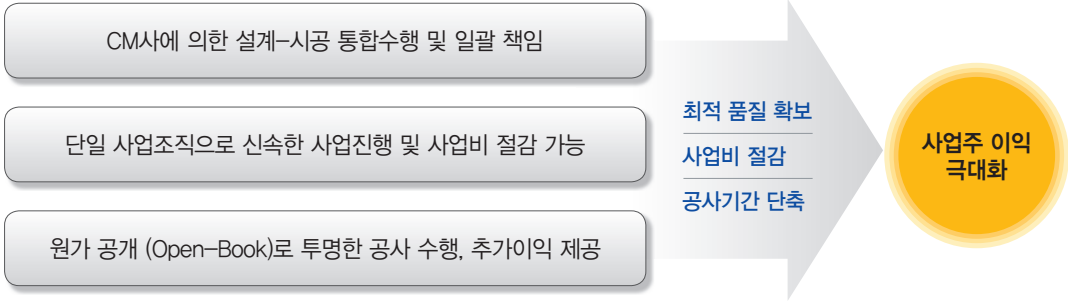 CM사에 의한 설계-시공 통합수행 및 일괄 책임
단일 사업조직으로 신속한 사업진행 및 사업비 절감 가능
원가 공개 (Open-Book)로 투명한 공사 수행, 추가이익 제공
최적 품질 확보
사업비 절감
공사기간 단축
사업주 이익
극대화